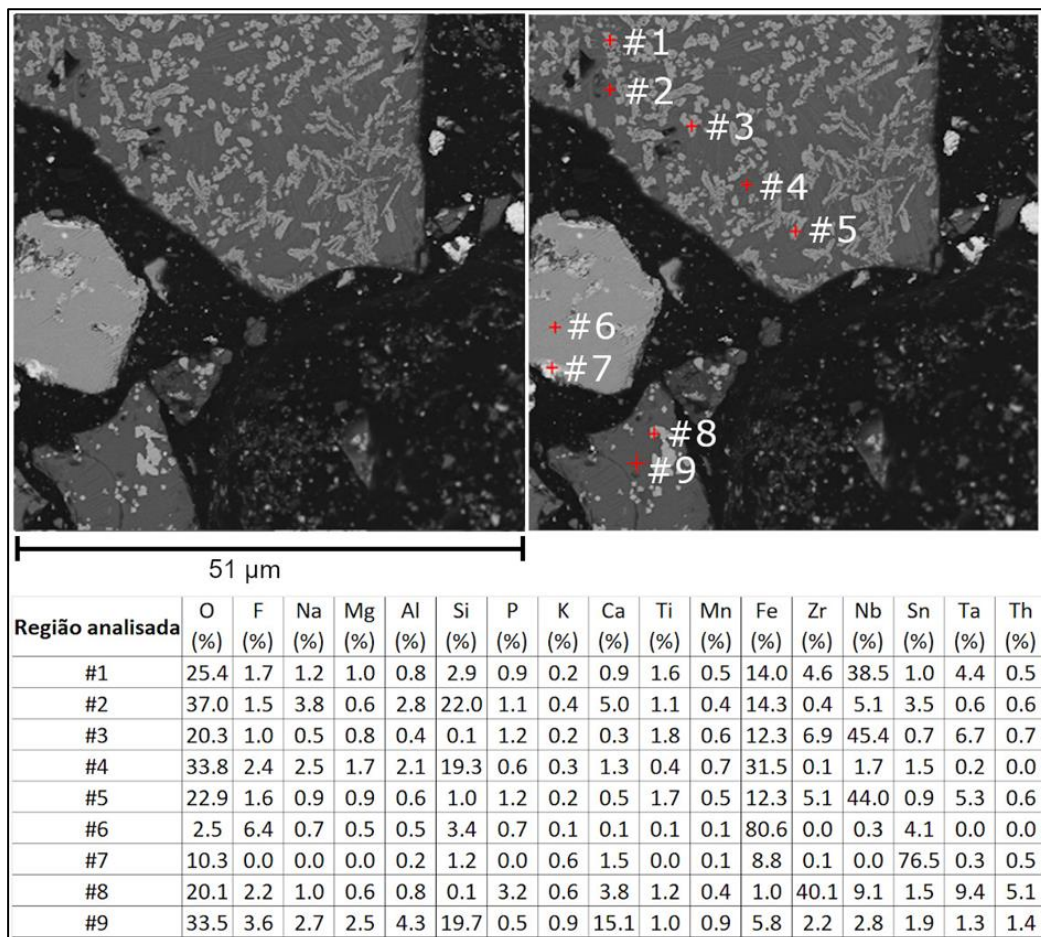 #1
#2
#3
#4
#5
#6
#7
#8
#9
51 µm
Região analisada O (%) F (%) Na (%) Mg (%) Al (%) Si (%) P (%) K (%) Ca (%) Ti (%) Mn (%) Fe (%) Zr (%) Nb (%) Sn (%) Ta (%) Th (%)
#1 25.4 1.7 1.2 1.0 0.8 2.9 0.9 0.2 0.9 1.6 0.5 14.0 4.6 38.5 1.0 4.4 0.5
#2 37.0 1.5 3.8 0.6 2.8 22.0 1.1 0.4 5.0 1.1 0.4 14.3 0.4 5.1 3.5 0.6 0.6
#3 20.3 1.0 0.5 0.8 0.4 0.1 1.2 0.2 0.3 1.8 0.6 12.3 6.9 45.4 0.7 6.7 0.7
#4 33.8 2.4 2.5 1.7 2.1 19.3 0.6 0.3 1.3 0.4 0.7 31.5 0.1 1.7 1.5 0.2 0.0
#5 22.9 1.6 0.9 0.9 0.6 1.0 1.2 0.2 0.5 1.7 0.5 12.3 5.1 44.0 0.9 5.3 0.6
#6 2.5 6.4 0.7 0.5 0.5 3.4 0.7 0.1 0.1 0.1 0.1 80.6 0.0 0.3 4.1 0.0 0.0
#7 10.3 0.0 0.0 0.0 0.2 1.2 0.0 0.6 1.5 0.0 0.1 8.8 0.1 0.0 76.5 0.3 0.5
#8 20.1 2.2 1.0 0.6 0.8 0.1 3.2 0.6 3.8 1.2 0.4 1.0 40.1 9.1 1.5 9.4 5.1
#9 33.5 3.6 2.7 2.5 4.3 19.7 0.5 0.9 15.1 1.0 0.9 5.8 2.2 2.8 1.9 1.3 1.4